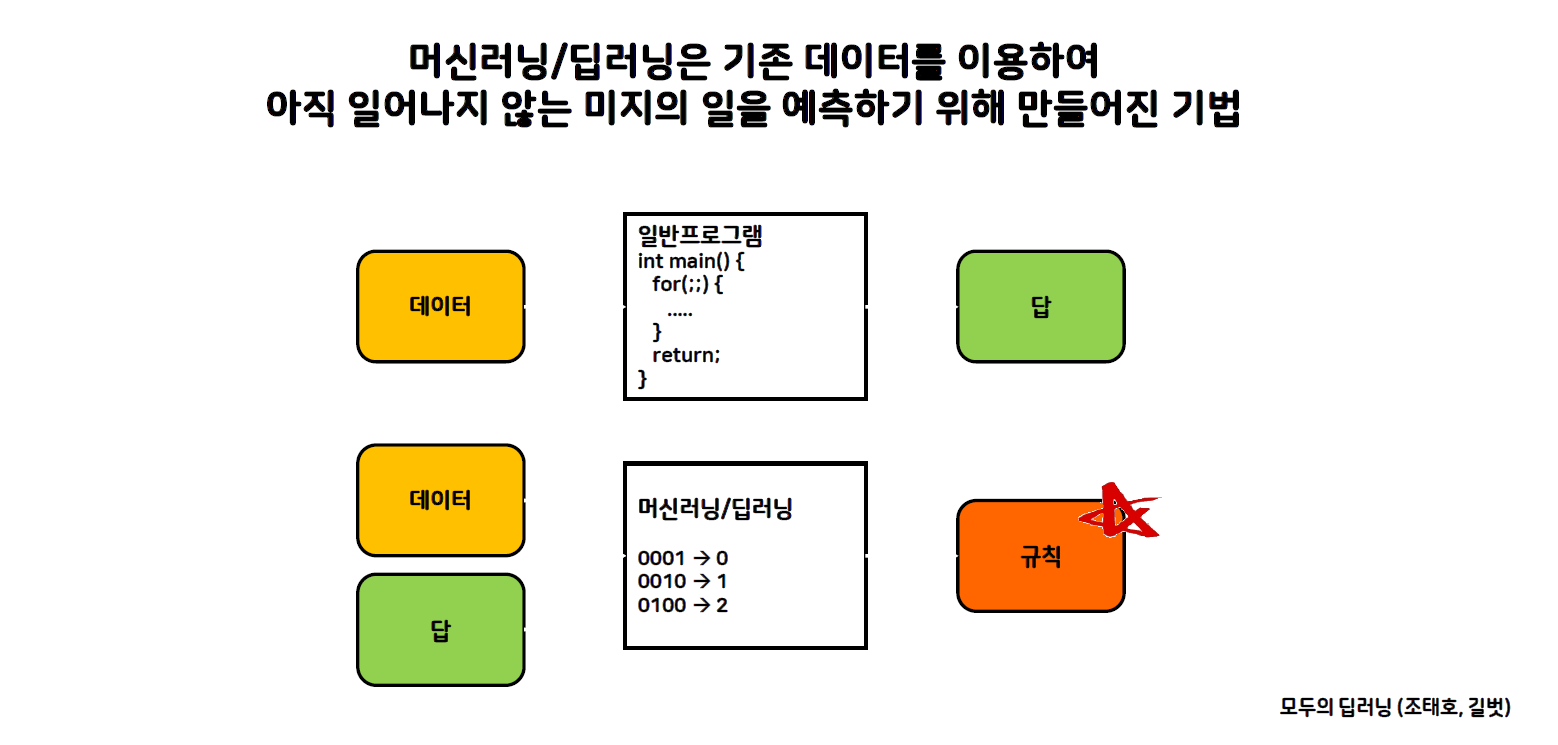 머신러닝/딥러닝은 기존 데이터를 이용하여
아직 일어나지 않는 미지의 일을 예측하기 위해 만들어진 기법
데이터
일반프로그램
int main() {
for(;;) {
.....
}
return;
}
답
데이터
답
머신러닝/딥러닝
0001 → 0
0010 → 1
0100 → 2
규칙
모두의 딥러닝 (조태호, 길벗)